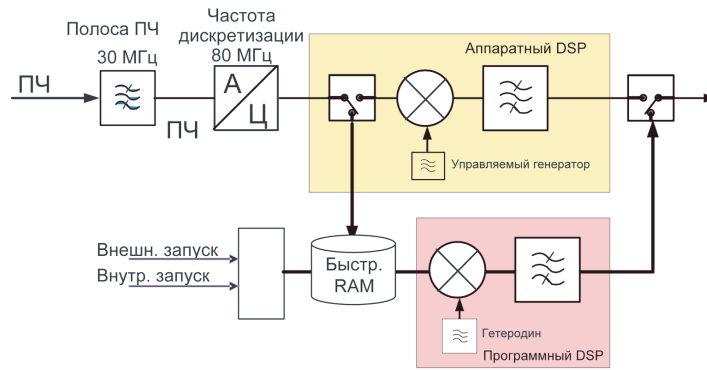 Полоса ПЧ
30 МГц
Частота
дискретизации
80 МГц
Аппаратный DSP
ПЧ
А
Ц
ПЧ
Управляемый генератор
Внешн. запуск
Внутр. запуск
Быстр.
RAM
Гетеродин
Программный DSP